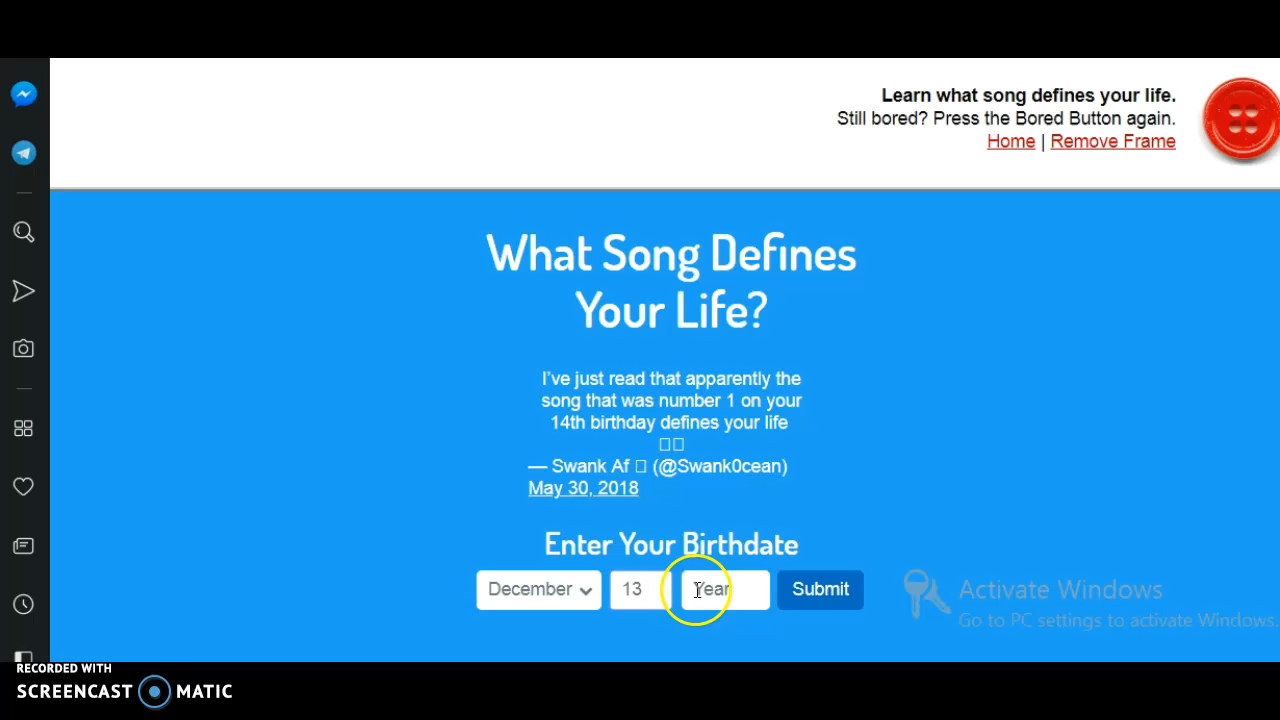 Learn what song defines your life.
Still bored? Press the Bored Button again.
Home | Remove Frame
What Song Defines
Your Life?
I've just read that apparently the
song that was number 1 on your
14th birthday defines your life
— Swank Af (@Swank0cean)
May 30, 2018
Enter Your Birthdate
December 13 Year Submit
Activate Windows
Go to PC settings to activate Windows.
RECORDED WITH
SCREENCAST MATIC